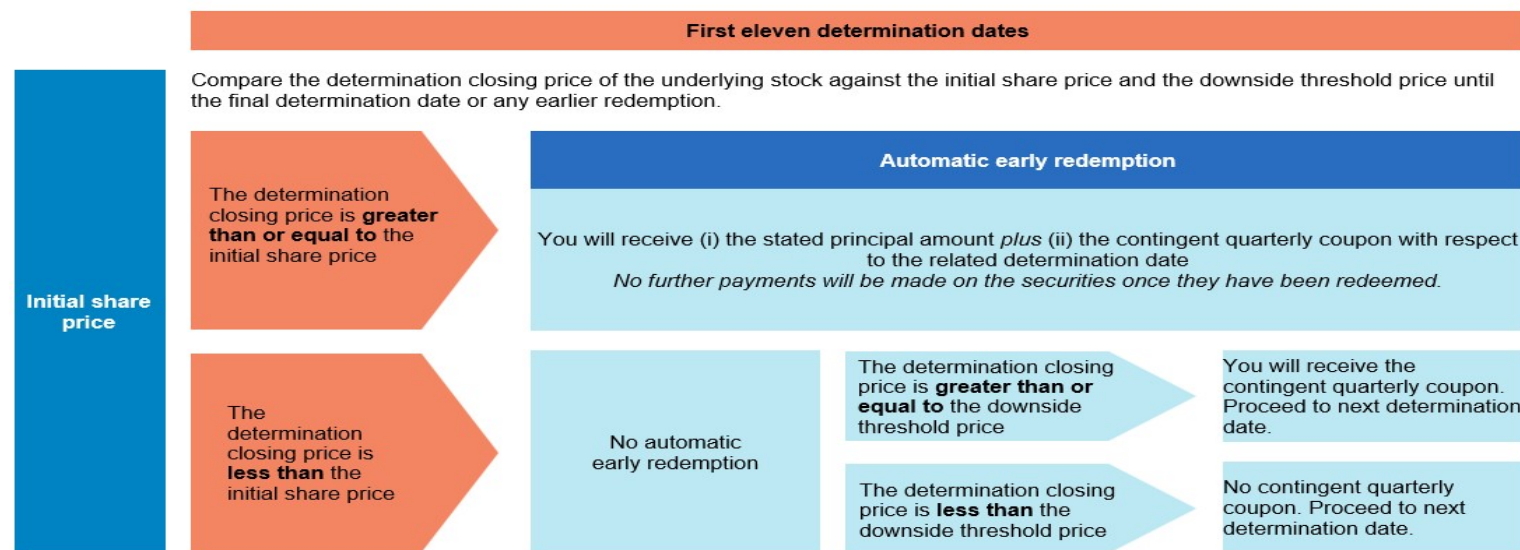 First eleven determination dates
Compare the determination closing price of the underlying stock against the initial share price and the downside threshold price until
the final determination date or any earlier redemption.
Initial share
price
The determination
closing price is greater
than or equal to the
initial share price
Automatic early redemption
You will receive (i) the stated principal amount plus (ii) the contingent quarterly coupon with respect
to the related determination date
No further payments will be made on the securities once they have been redeemed.
The
determination
closing price is
less than the
initial share price
No automatic
early redemption
The determination closing
price is greater than or
equal to the downside
threshold price
You will receive the
contingent quarterly coupon.
Proceed to next determination
date.
The determination closing
price is less than the
downside threshold price
No contingent quarterly
coupon. Proceed to next
determination date.